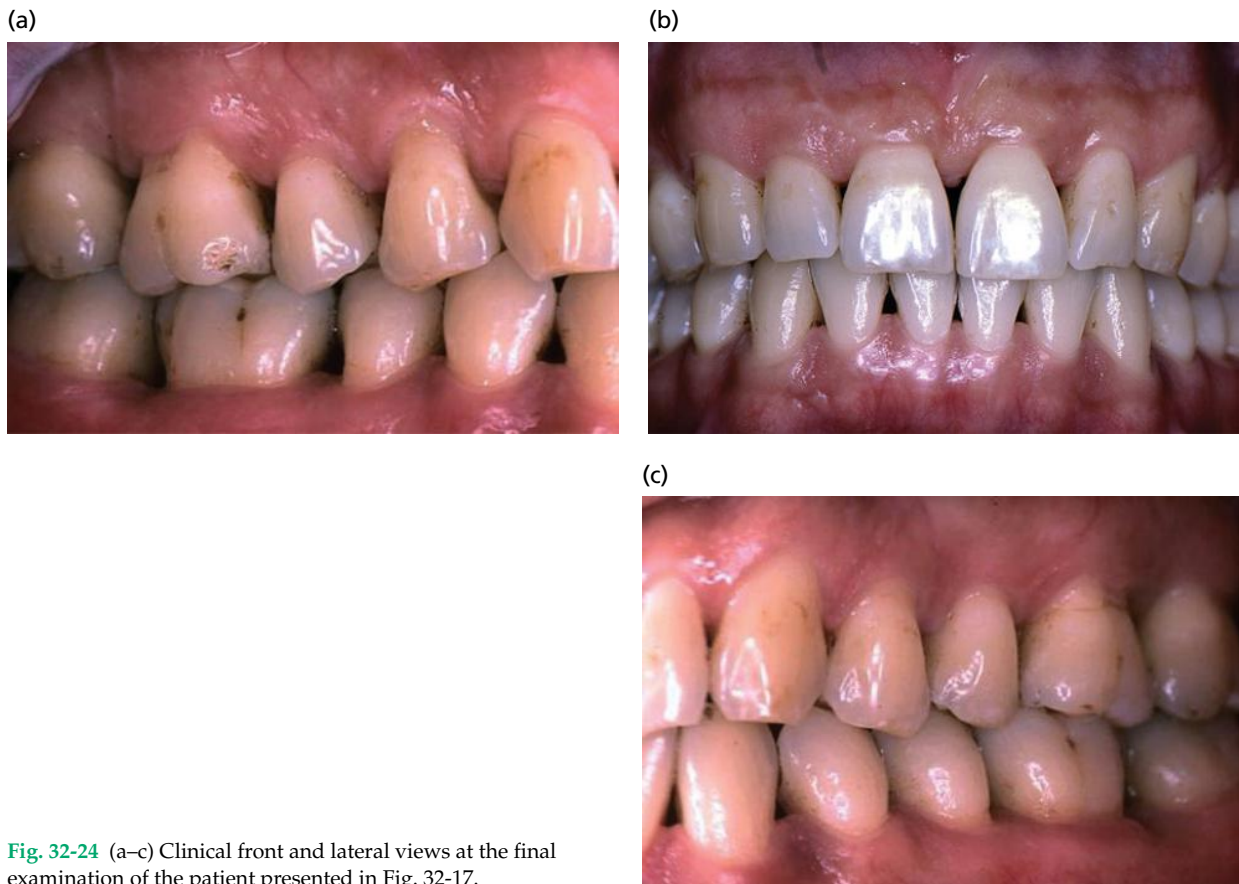 (a)
(b)
(c)
Fig. 32-24 (a–c) Clinical front and lateral views at the final
examination of the patient presented in Fig. 32-17.